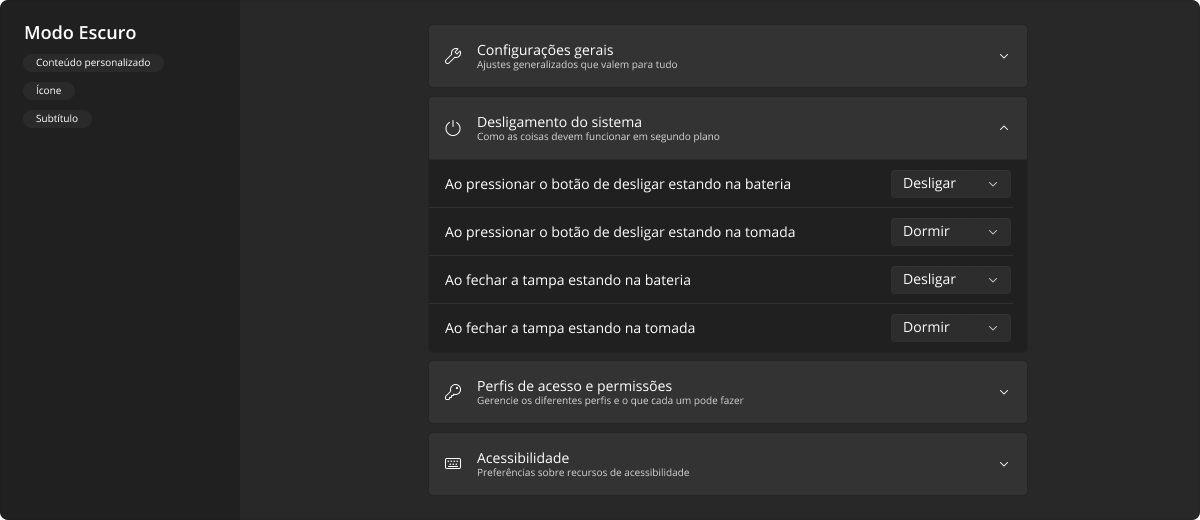 Modo Escuro
Conteúdo personalizado
Ícone
Subtítulo
Configurações gerais
Ajustes generalizados que valem para tudo
Desligamento do sistema
Como as coisas devem funcionar em segundo plano
Ao pressionar o botão de desligar estando na bateria
Desligar
Ao pressionar o botão de desligar estando na tomada
Dormir
Ao fechar a tampa estando na bateria
Desligar
Ao fechar a tampa estando na tomada
Dormir
Perfis de acesso e permissões
Gerencie os diferentes perfis e o que cada um pode fazer
Acessibilidade
Preferências sobre recursos de acessibilidade